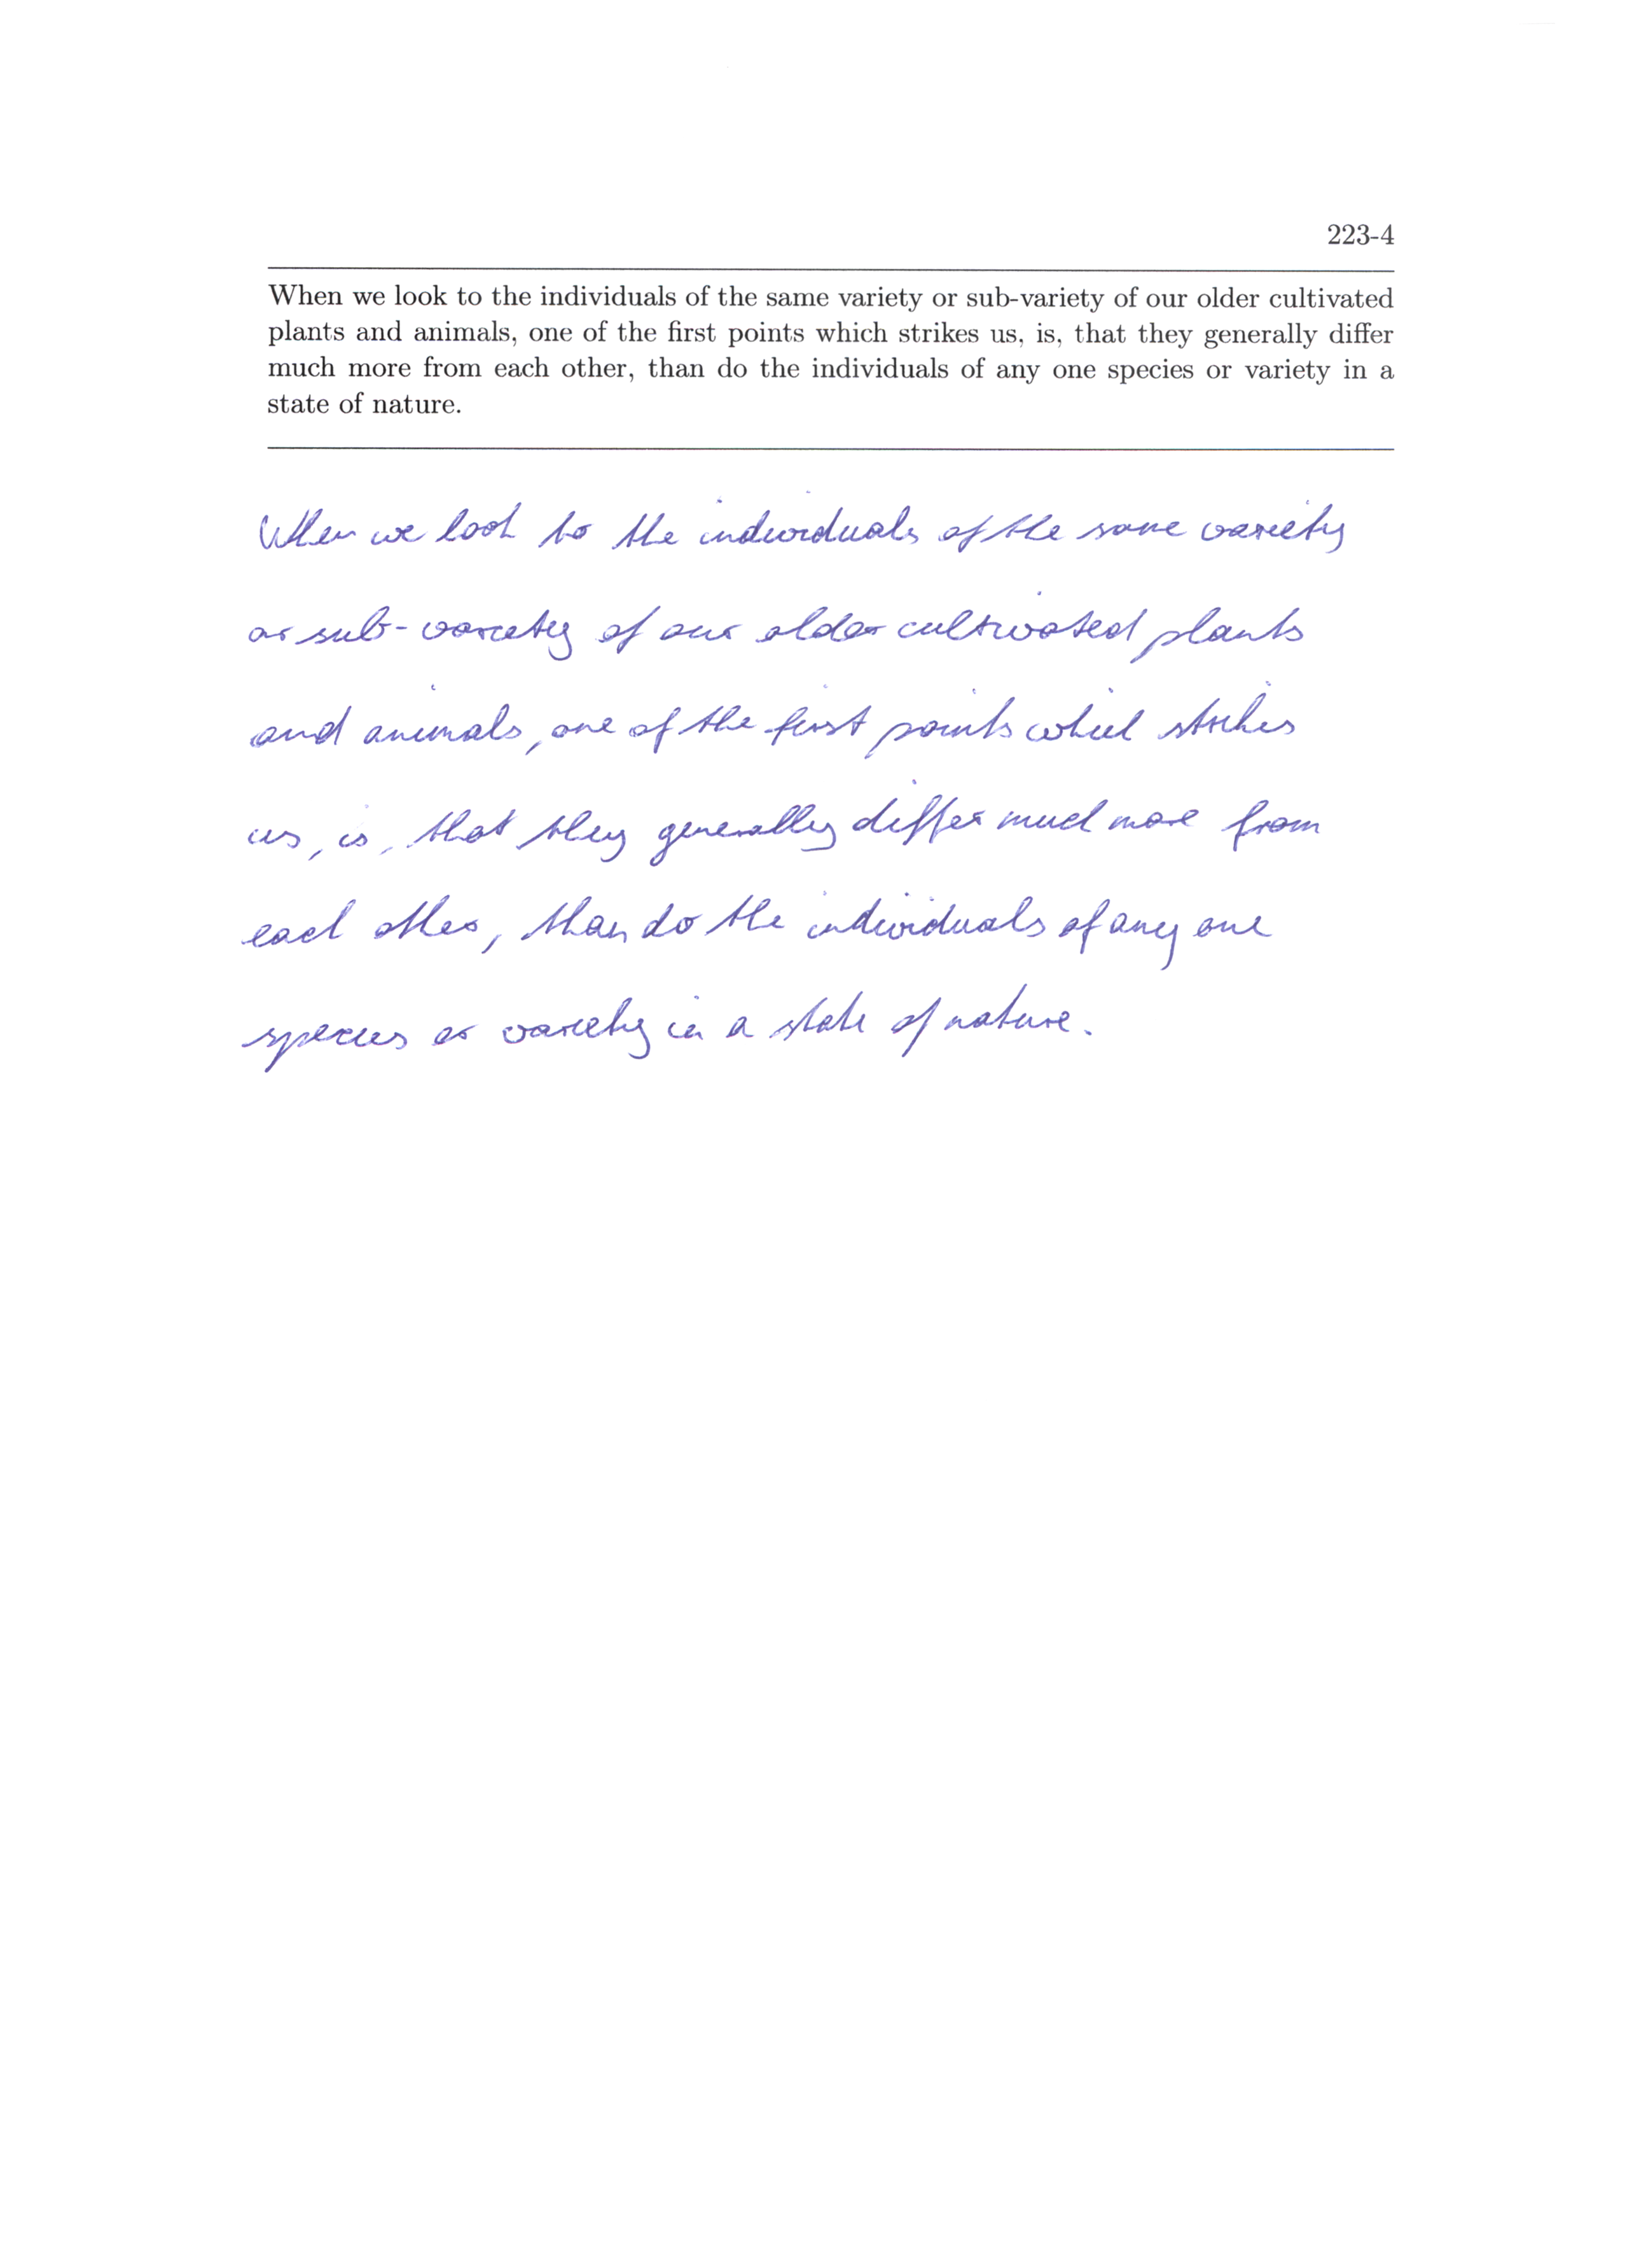 223-4
When we look to the individuals of the same variety or sub-variety of our older cultivated
plants and animals, one of the first points which strikes us, is, that they generally differ
much more from each other, than do the individuals of any one species or variety in a
state of nature.
When we look to the individuals of the same variety
or sub-variety of our older cultivated plants
and animals, one of the first points which strikes
us, is, that they generally differ much more from
each other, than do the individuals of any one
species or variety in a state of nature.